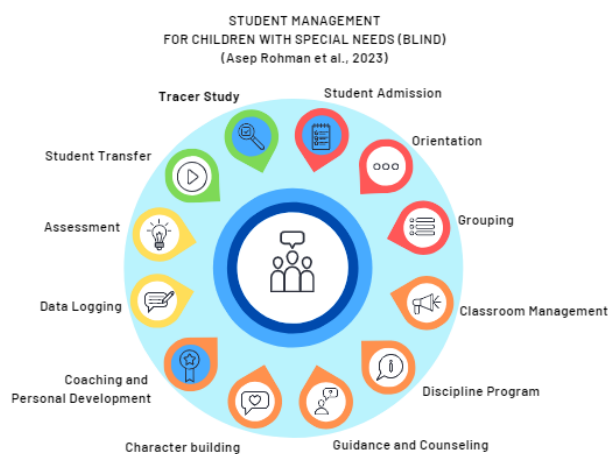 STUDENT MANAGEMENT
FOR CHILDREN WITH SPECIAL NEEDS (BLIND)
(Asep Rohman et al., 2023)
Student Admission
Orientation
Grouping
Classroom Management
Discipline Program
Guidance and Counseling
Character building
Coaching and
Personal Development
Data Logging
Assessment
Student Transfer
Tracer Study